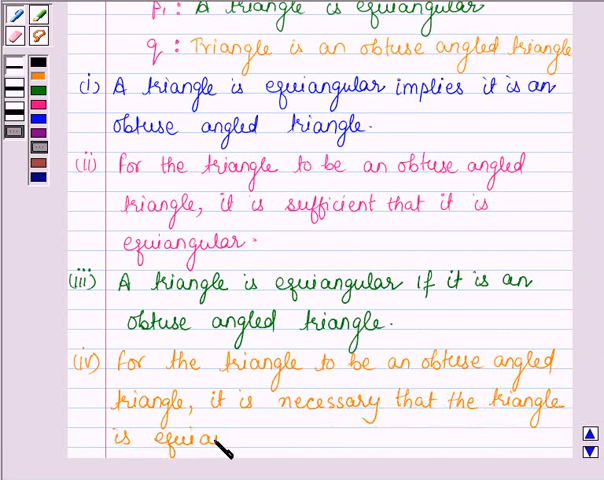 p₁ : A triangle is equiangular
q : Triangle is an obtuse angled triangle
(i) A triangle is equiangular implies it is an
obtuse angled triangle.
(ii) For the triangle to be an obtuse angled
triangle, it is sufficient that it is
equiangular.
(iii) A triangle is equiangular if it is an
obtuse angled triangle.
(iv) For the triangle to be an obtuse angled
triangle, it is necessary that the triangle
is equia